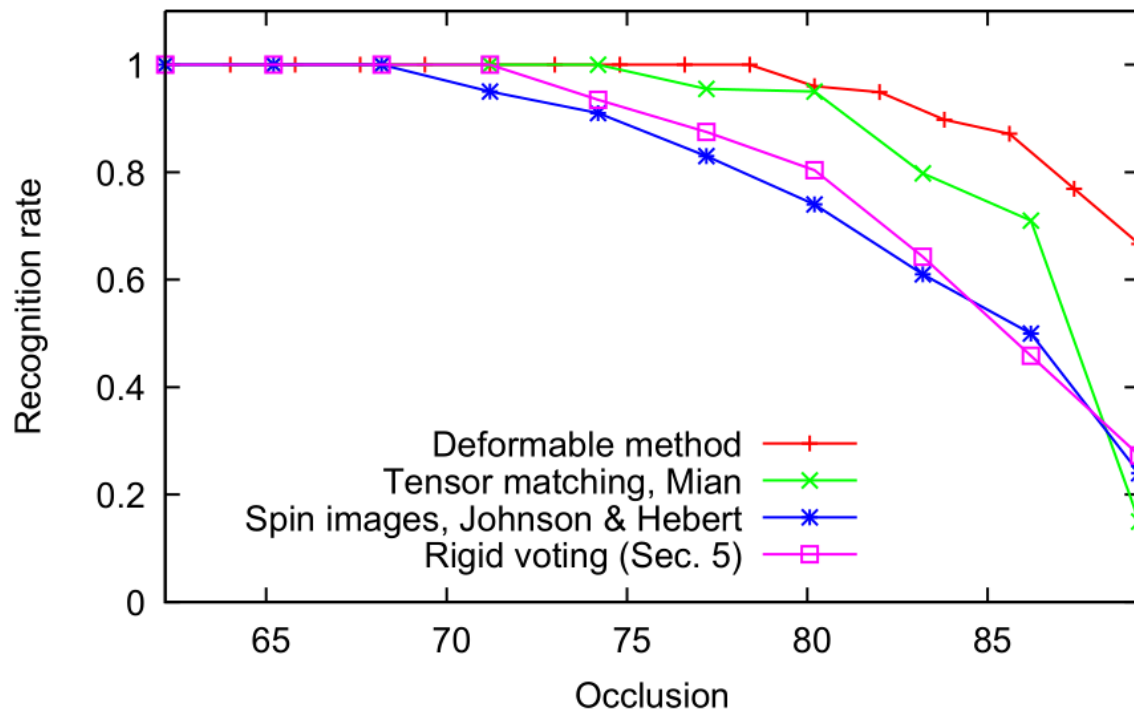 1
0.8
0.6
0.4
0.2
0
Recognition rate
Deformable method
Tensor matching, Mian
Spin images, Johnson & Hebert
Rigid voting (Sec. 5)
65 70 75 80 85
Occlusion